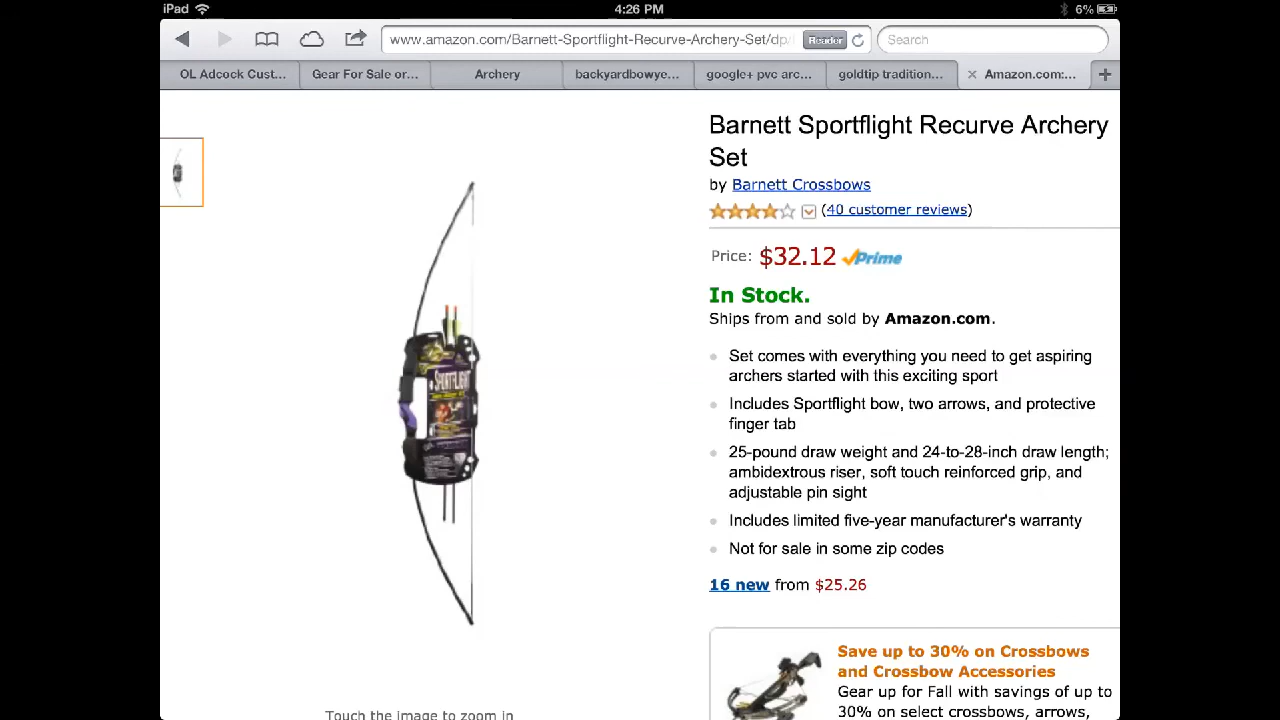 iPad 4:26 PM 6%
www.amazon.com/Barnett-Sportflight-Recurve-Archery-Set/dp/ Reader Search
OL Adcock Cust... Gear For Sale or... Archery backyardbowye... google+ pvc arc... goldtip tradition... Amazon.com:...
Barnett Sportflight Recurve Archery
Set
by Barnett Crossbows
(40 customer reviews)
Price: $32.12 Prime
In Stock.
Ships from and sold by Amazon.com.
Set comes with everything you need to get aspiring
archers started with this exciting sport
Includes Sportflight bow, two arrows, and protective
finger tab
25-pound draw weight and 24-to-28-inch draw length;
ambidextrous riser, soft touch reinforced grip, and
adjustable pin sight
Includes limited five-year manufacturer's warranty
Not for sale in some zip codes
16 new from $25.26
SPORTFLIGHT
Save up to 30% on Crossbows
and Crossbow Accessories
Gear up for Fall with savings of up to
30% on select crossbows, arrows,
Touch the image to zoom in